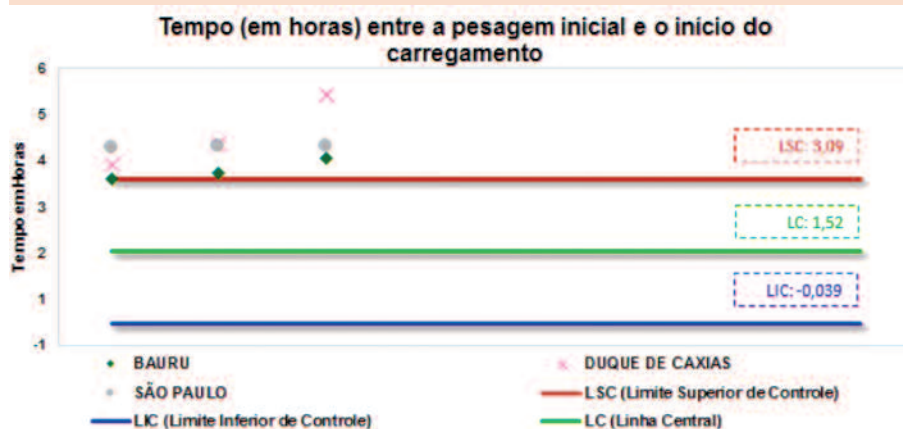 Tempo (em horas) entre a pesagem inicial e o início do
carregamento
Tempo em Horas
6
5
4
3
2
1
-1
LSC: 3,09
LC: 1,52
LIC: -0,039
BAURU
DUQUE DE CAXIAS
SÃO PAULO
LSC (Limite Superior de Controle)
LIC (Limite Inferior de Controle)
LC (Linha Central)